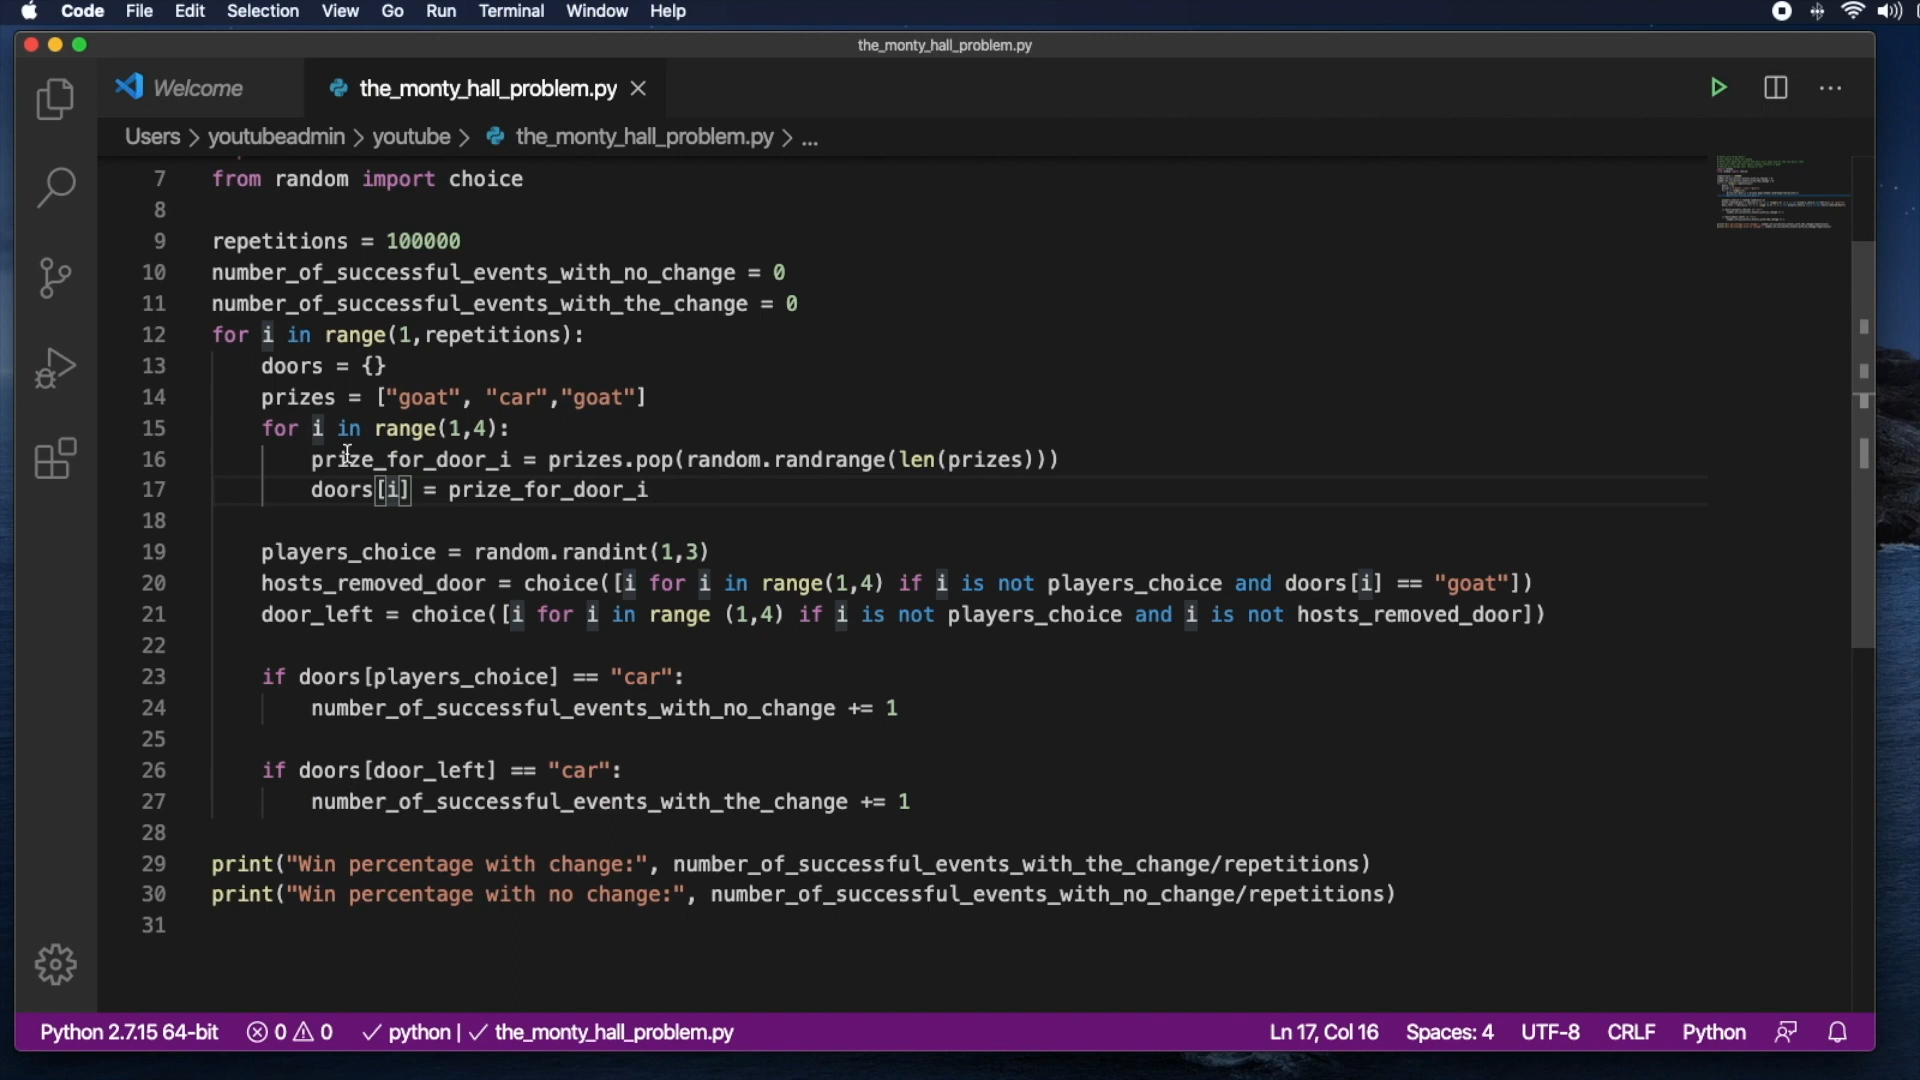 Code File Edit Selection View Go Run Terminal Window Help
the_monty_hall_problem.py
Welcome the_monty_hall_problem.py
Users > youtubeadmin > youtube > the_monty_hall_problem.py > ...
7 from random import choice
8
9 repetitions = 100000
10 number_of_successful_events_with_no_change = 0
11 number_of_successful_events_with_the_change = 0
12 for i in range(1,repetitions):
13     doors = {}
14     prizes = ["goat", "car","goat"]
15     for i in range(1,4):
16         prize_for_door_i = prizes.pop(random.randrange(len(prizes)))
17         doors[i] = prize_for_door_i
18
19     players_choice = random.randint(1,3)
20     hosts_removed_door = choice([i for i in range(1,4) if i is not players_choice and doors[i] == "goat"])
21     door_left = choice([i for i in range (1,4) if i is not players_choice and i is not hosts_removed_door])
22
23     if doors[players_choice] == "car":
24         number_of_successful_events_with_no_change += 1
25
26     if doors[door_left] == "car":
27         number_of_successful_events_with_the_change += 1
28
29 print("Win percentage with change:", number_of_successful_events_with_the_change/repetitions)
30 print("Win percentage with no change:", number_of_successful_events_with_no_change/repetitions)
31
Python 2.7.15 64-bit 0 0 python | the_monty_hall_problem.py Ln 17, Col 16 Spaces: 4 UTF-8 CRLF Python